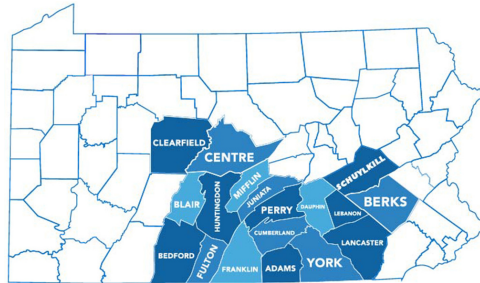 CLEARFIELD
CENTRE
SCHUYLKILL
MIFFLIN
JUNIATA
HUNTINGDON
BLAIR
BERKS
PERRY
DAUPHIN
LEBANON
CUMBERLAND
LANCASTER
BEDFORD
FULTON
FRANKLIN
ADAMS
YORK